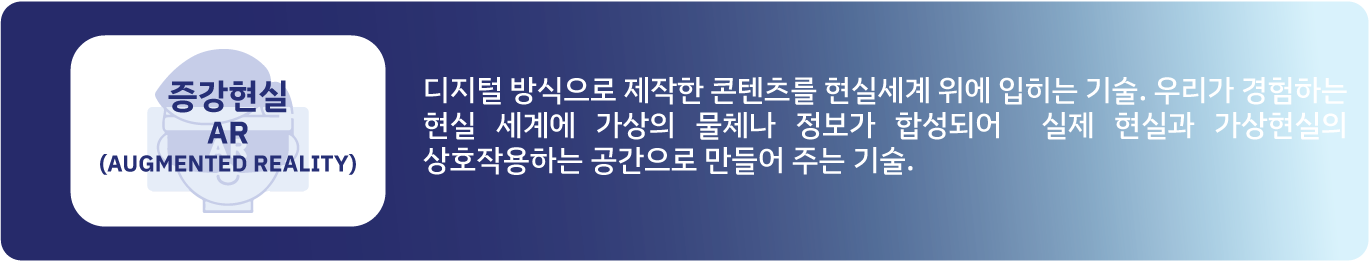 증강현실
AR
(AUGMENTED REALITY)
디지털 방식으로 제작한 콘텐츠를 현실세계 위에 입히는 기술. 우리가 경험하는
현실 세계에 가상의 물체나 정보가 합성되어 실제 현실과 가상현실의
상호작용하는 공간으로 만들어 주는 기술.